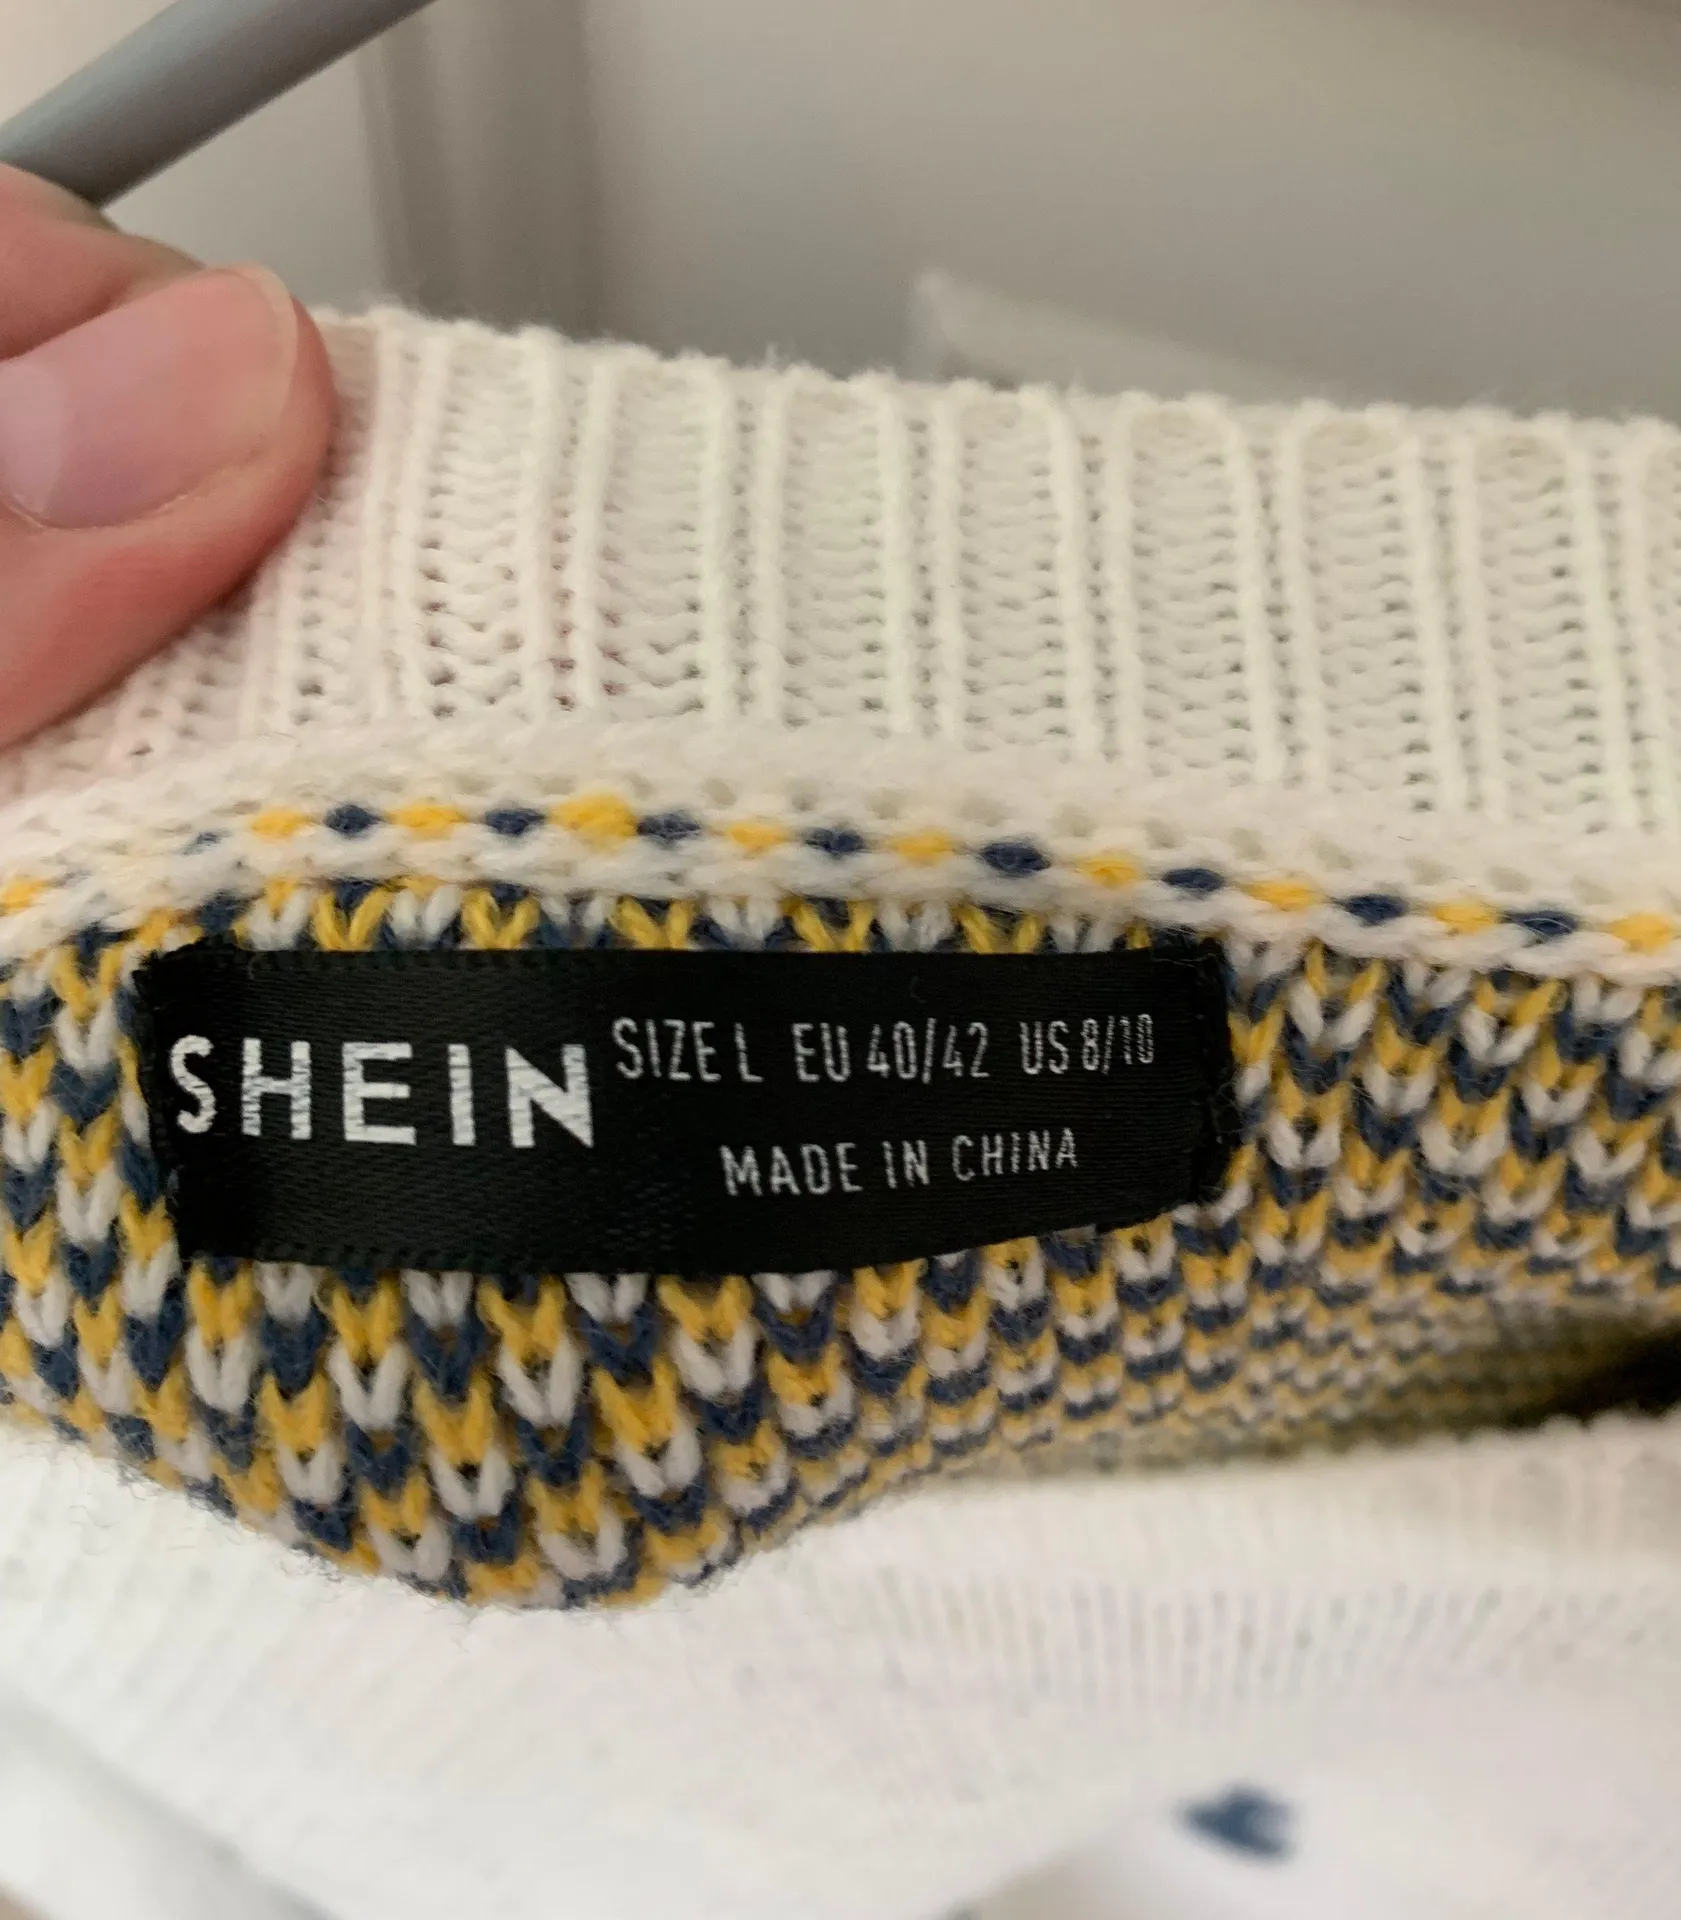 SHEIN
SIZE L EU 40/42 US 8/10
MADE IN CHINA